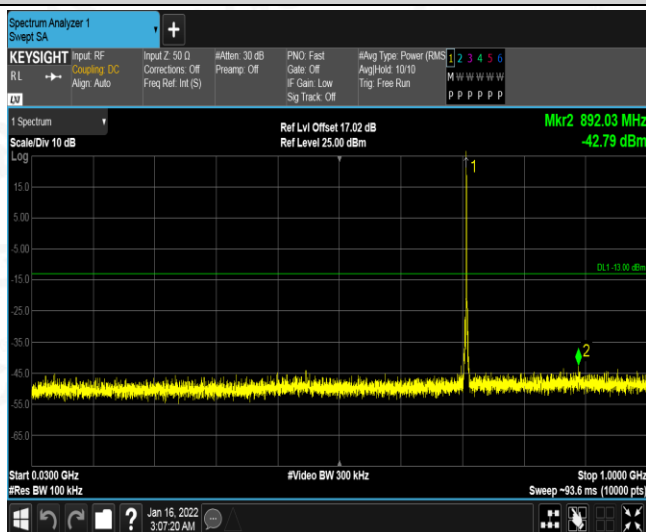 Spectrum Analyzer 1
Swept SA
+
KEYSIGHT Input: RF Input Z: 50 Ω #Atten: 30 dB PNO: Fast #Avg Type: Power (RMS 1 2 3 4 5 6
RL Coupling: DC Corrections: Off Preamp: Off Gate: Off Avg|Hold: 10/10 M W W W W W
Align: Auto Freq Ref: Int (S) IF Gain: Low Trig: Free Run
Sig Track: Off P P P P P P
LXI
1 Spectrum
Scale/Div 10 dB
Ref Lvl Offset 17.02 dB
Ref Level 25.00 dBm
Mkr2 892.03 MHz
-42.79 dBm
Log
1
15.0
5.00
-5.00
DL1 -13.00 dBm
-15.0
-25.0
-35.0
2
-45.0
-55.0
-65.0
Start 0.0300 GHz #Video BW 300 kHz Stop 1.0000 GHz
#Res BW 100 kHz Sweep ~93.6 ms (10000 pts)
? Jan 16, 2022
3:07:20 AM